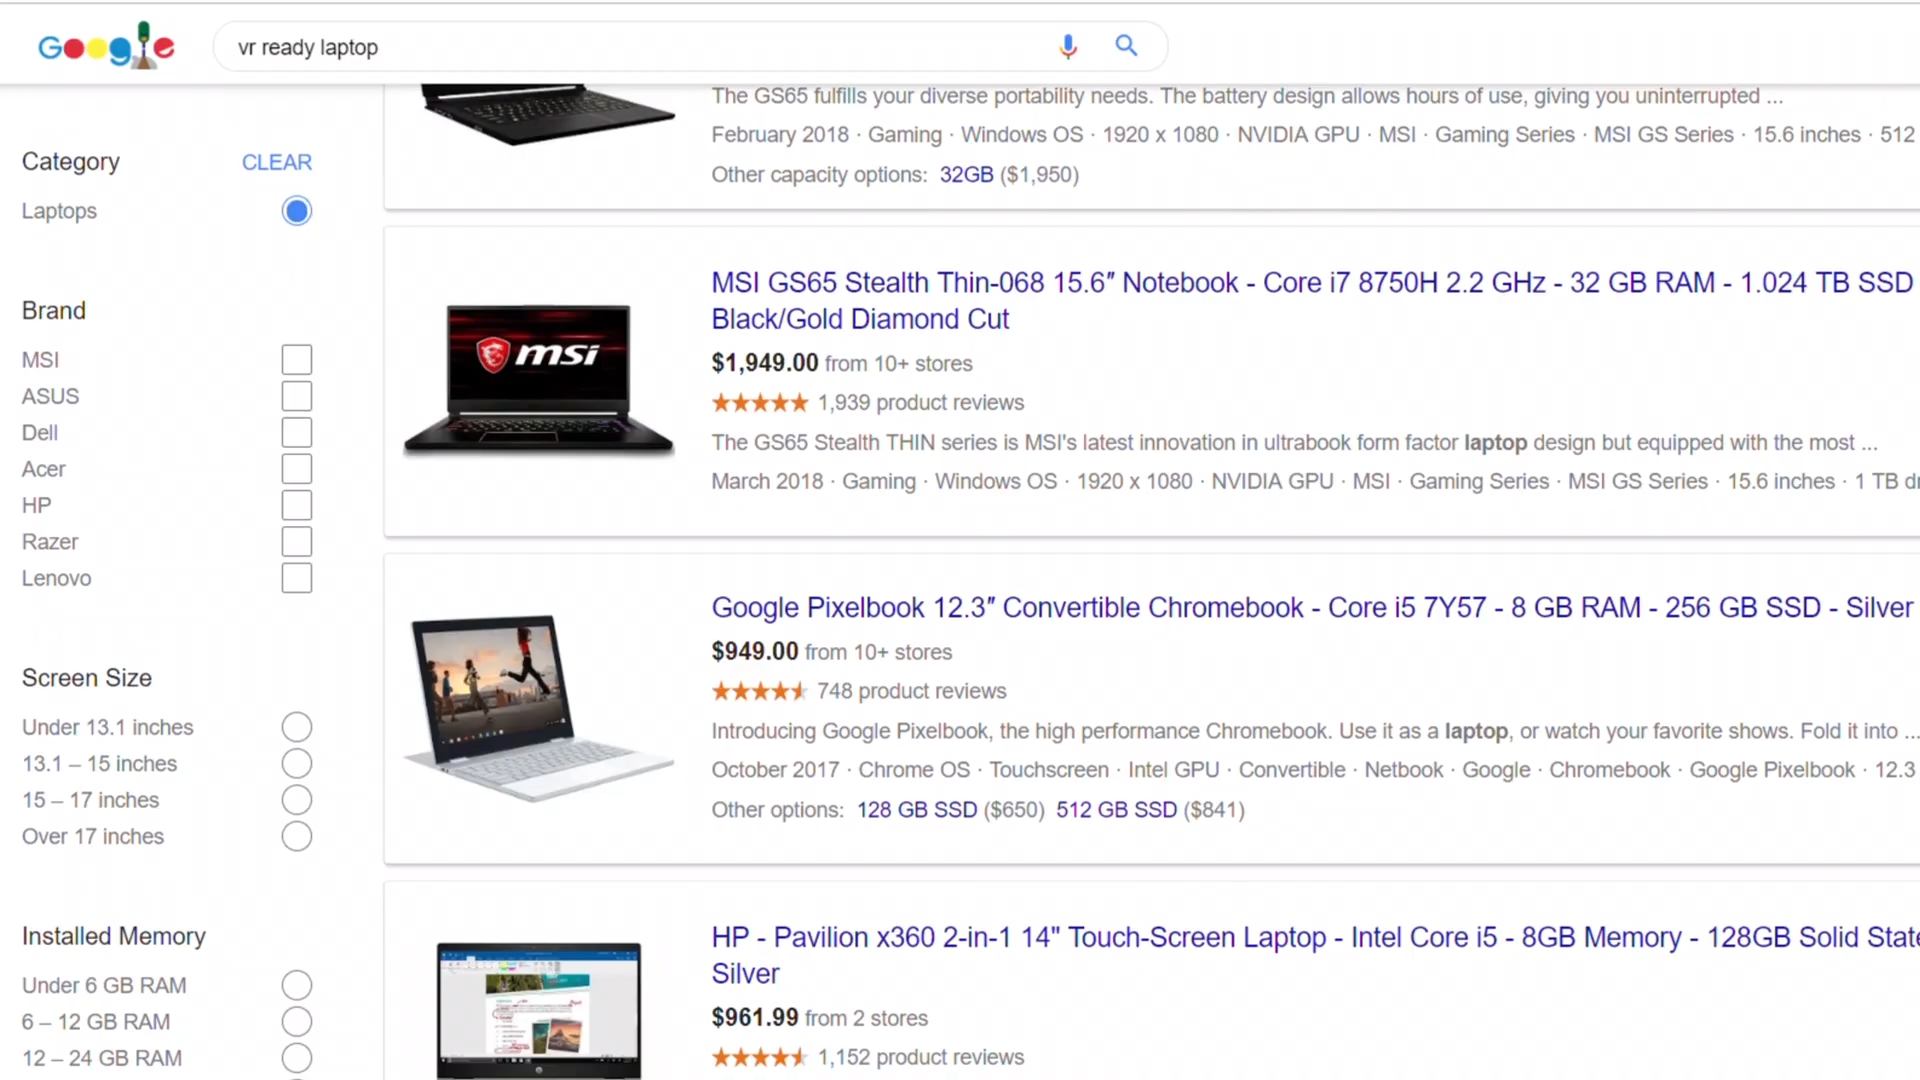 Google
vr ready laptop
The GS65 fulfills your diverse portability needs. The battery design allows hours of use, giving you uninterrupted ...
February 2018 · Gaming · Windows OS · 1920 x 1080 · NVIDIA GPU · MSI · Gaming Series · MSI GS Series · 15.6 inches · 512
Other capacity options: 32GB ($1,950)
Category CLEAR
Laptops
Brand
MSI
ASUS
Dell
Acer
HP
Razer
Lenovo
Screen Size
Under 13.1 inches
13.1 – 15 inches
15 – 17 inches
Over 17 inches
Installed Memory
Under 6 GB RAM
6 – 12 GB RAM
12 – 24 GB RAM
msi
MSI GS65 Stealth Thin-068 15.6″ Notebook - Core i7 8750H 2.2 GHz - 32 GB RAM - 1.024 TB SSD
Black/Gold Diamond Cut
$1,949.00 from 10+ stores
1,939 product reviews
The GS65 Stealth THIN series is MSI's latest innovation in ultrabook form factor laptop design but equipped with the most ...
March 2018 · Gaming · Windows OS · 1920 x 1080 · NVIDIA GPU · MSI · Gaming Series · MSI GS Series · 15.6 inches · 1 TB
Google Pixelbook 12.3″ Convertible Chromebook - Core i5 7Y57 - 8 GB RAM - 256 GB SSD - Silver
$949.00 from 10+ stores
748 product reviews
Introducing Google Pixelbook, the high performance Chromebook. Use it as a laptop, or watch your favorite shows. Fold it into ...
October 2017 · Chrome OS · Touchscreen · Intel GPU · Convertible · Netbook · Google · Chromebook · Google Pixelbook · 12.3
Other options: 128 GB SSD ($650) 512 GB SSD ($841)
HP - Pavilion x360 2-in-1 14" Touch-Screen Laptop - Intel Core i5 - 8GB Memory - 128GB Solid State
Silver
$961.99 from 2 stores
1,152 product reviews